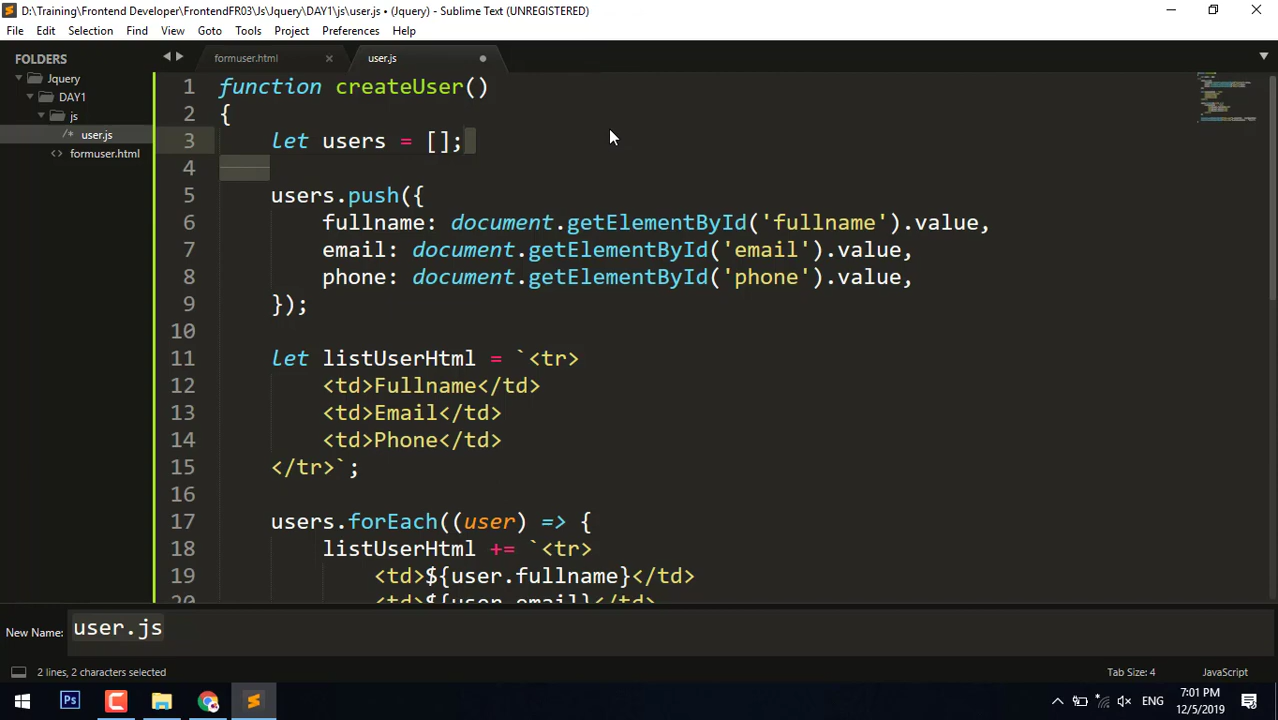 D:\Training\Frontend Developer\FrontendFR03\Js\Jquery\DAY1\js\user.js • (Jquery) - Sublime Text (UNREGISTERED)
File Edit Selection Find View Goto Tools Project Preferences Help
FOLDERS
Jquery
DAY1
js
/* user.js
<> formuser.html
formuser.html × user.js
1 function createUser()
2 {
3 let users = [];
4
5 users.push({
6 fullname: document.getElementById('fullname').value,
7 email: document.getElementById('email').value,
8 phone: document.getElementById('phone').value,
9 });
10
11 let listUserHtml = `<tr>
12 <td>Fullname</td>
13 <td>Email</td>
14 <td>Phone</td>
15 </tr>`;
16
17 users.forEach((user) => {
18 listUserHtml += `<tr>
19 <td>${user.fullname}</td>
20 <td>${user.email}</td>
New Name: user.js
2 lines, 2 characters selected Tab Size: 4 JavaScript
Ps ENG 7:01 PM
12/5/2019